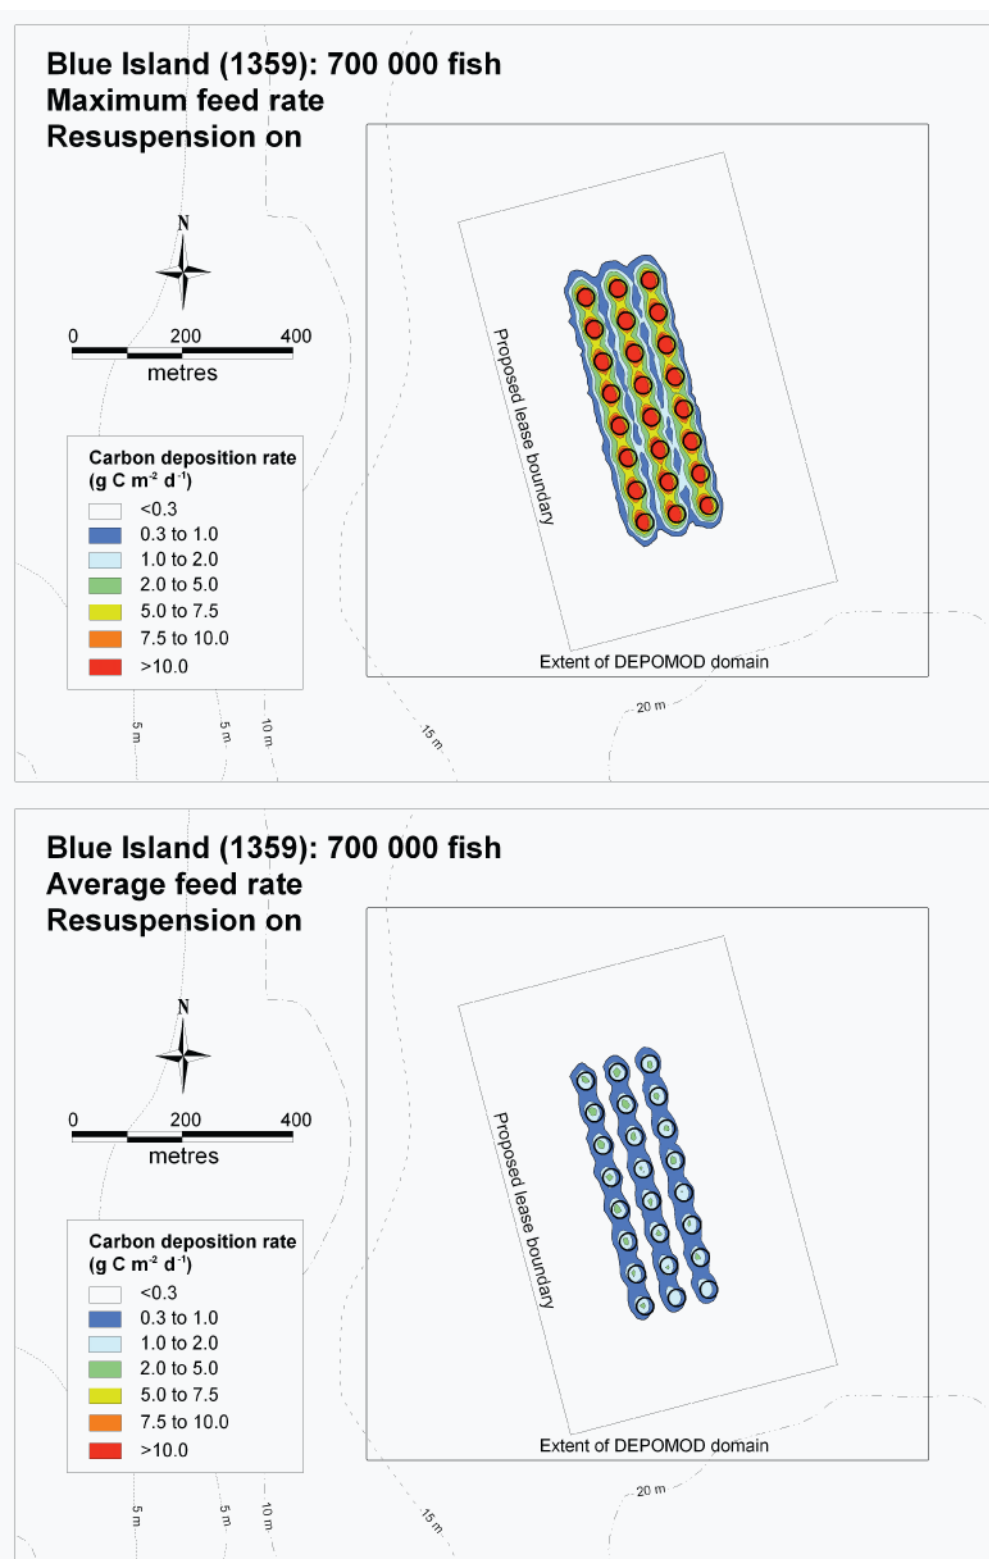 Blue Island (1359): 700 000 fish
Maximum feed rate
Resuspension on
N
0 200 400
metres
Proposed lease boundary
Carbon deposition rate
(g C m⁻² d⁻¹)
<0.3
0.3 to 1.0
1.0 to 2.0
2.0 to 5.0
5.0 to 7.5
7.5 to 10.0
>10.0
Extent of DEPOMOD domain
5 m
5 m
10 m
15 m
20 m
Blue Island (1359): 700 000 fish
Average feed rate
Resuspension on
N
0 200 400
metres
Proposed lease boundary
Carbon deposition rate
(g C m⁻² d⁻¹)
<0.3
0.3 to 1.0
1.0 to 2.0
2.0 to 5.0
5.0 to 7.5
7.5 to 10.0
>10.0
Extent of DEPOMOD domain
5 m
5 m
10 m
15 m
20 m